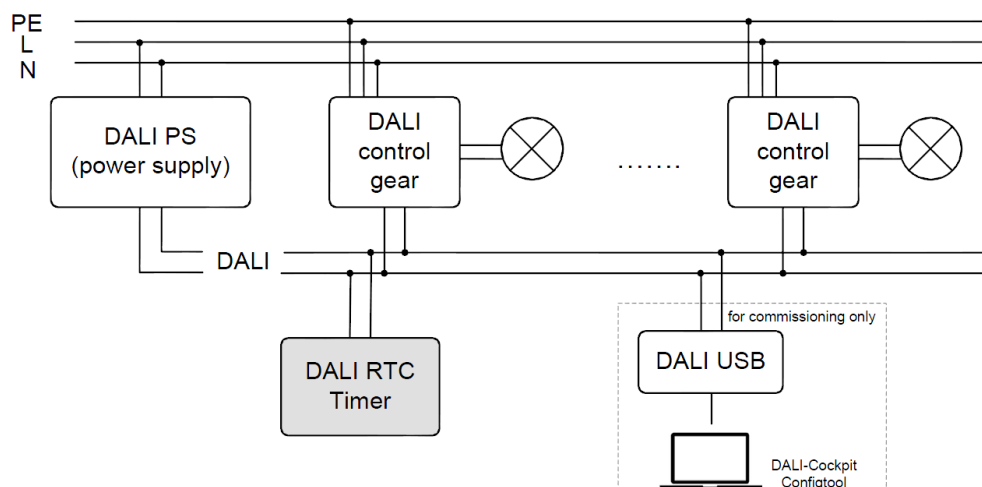 PE
L
N
DALI PS
(power supply)
DALI
control
gear
.......
DALI
control
gear
DALI
for commissioning only
DALI RTC
Timer
DALI USB
DALI-Cockpit
Configtool